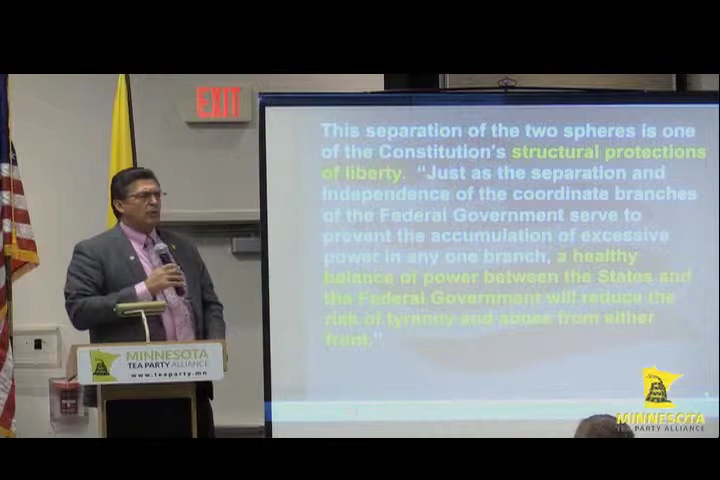 EXIT
This separation of the two spheres is one
of the Constitution's structural protections
of liberty. "Just as the separation and
independence of the coordinate branches
of the Federal Government serve to
prevent the accumulation of excessive
power in any one branch, a healthy
balance of power between the States and
the Federal Government will reduce the
risk of tyranny and abuse from either
front."
MINNESOTA
TEA PARTY ALLIANCE
www.teaparty.mn
MINNESOTA
TEA PARTY ALLIANCE